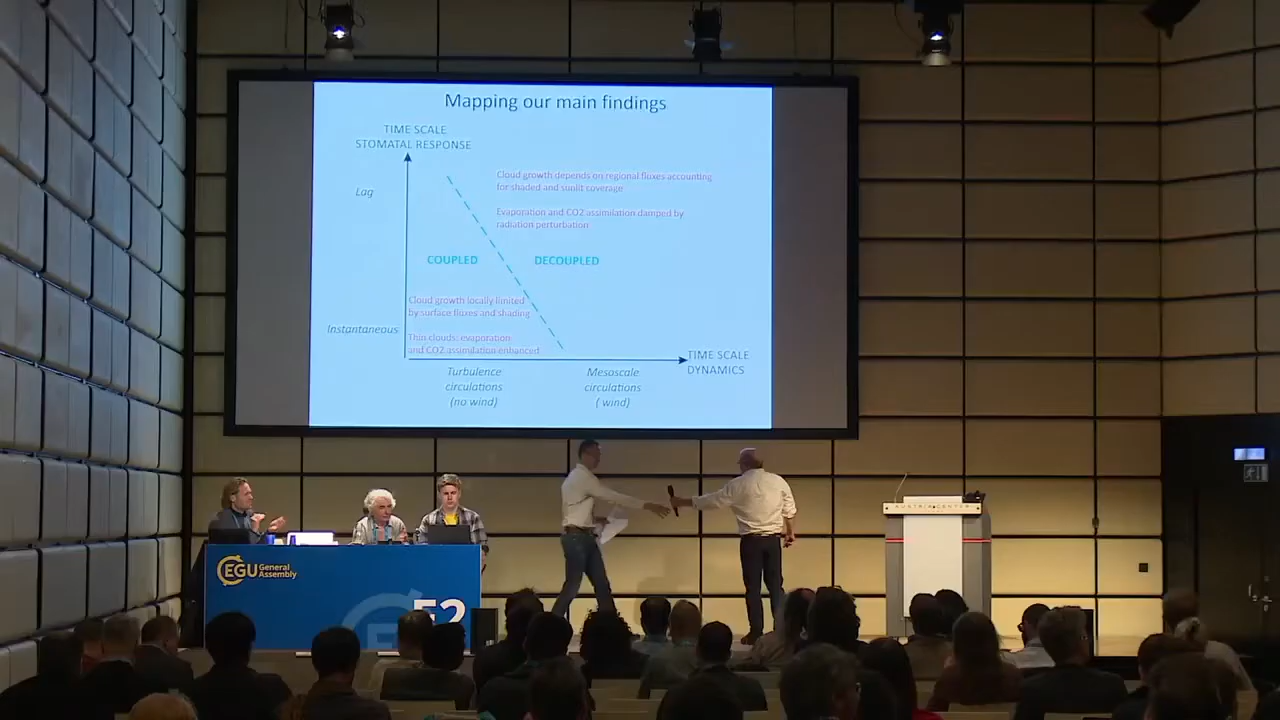 Mapping our main findings
TIME SCALE
STOMATAL RESPONSE
Lag
Cloud growth depends on regional fluxes accounting
for shaded and sunlit coverage
Evaporation and CO2 assimilation damped by
radiation perturbation
COUPLED
DECOUPLED
Cloud growth locally limited
by surface fluxes and shading
Instantaneous
Thin clouds: evaporation
and CO2 assimilation enhanced
TIME SCALE
DYNAMICS
Turbulence
circulations
(no wind)
Mesoscale
circulations
( wind)
AUSTRIA CENTER
EGU General
Assembly
E2